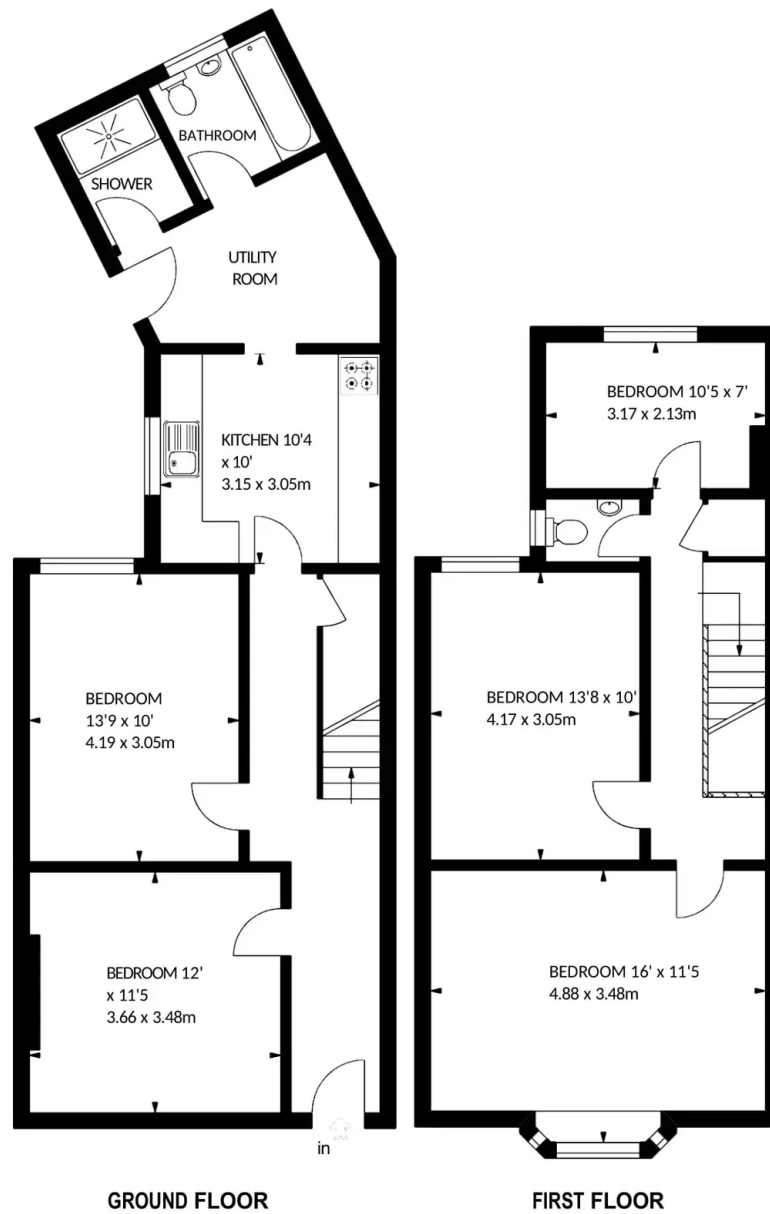 BATHROOM
SHOWER
UTILITY
ROOM
KITCHEN 10'4
x 10'
3.15 x 3.05m
BEDROOM
13'9 x 10'
4.19 x 3.05m
BEDROOM 12'
x 11'5
3.66 x 3.48m
in
GROUND FLOOR
BEDROOM 10'5 x 7'
3.17 x 2.13m
BEDROOM 13'8 x 10'
4.17 x 3.05m
BEDROOM 16' x 11'5
4.88 x 3.48m
FIRST FLOOR